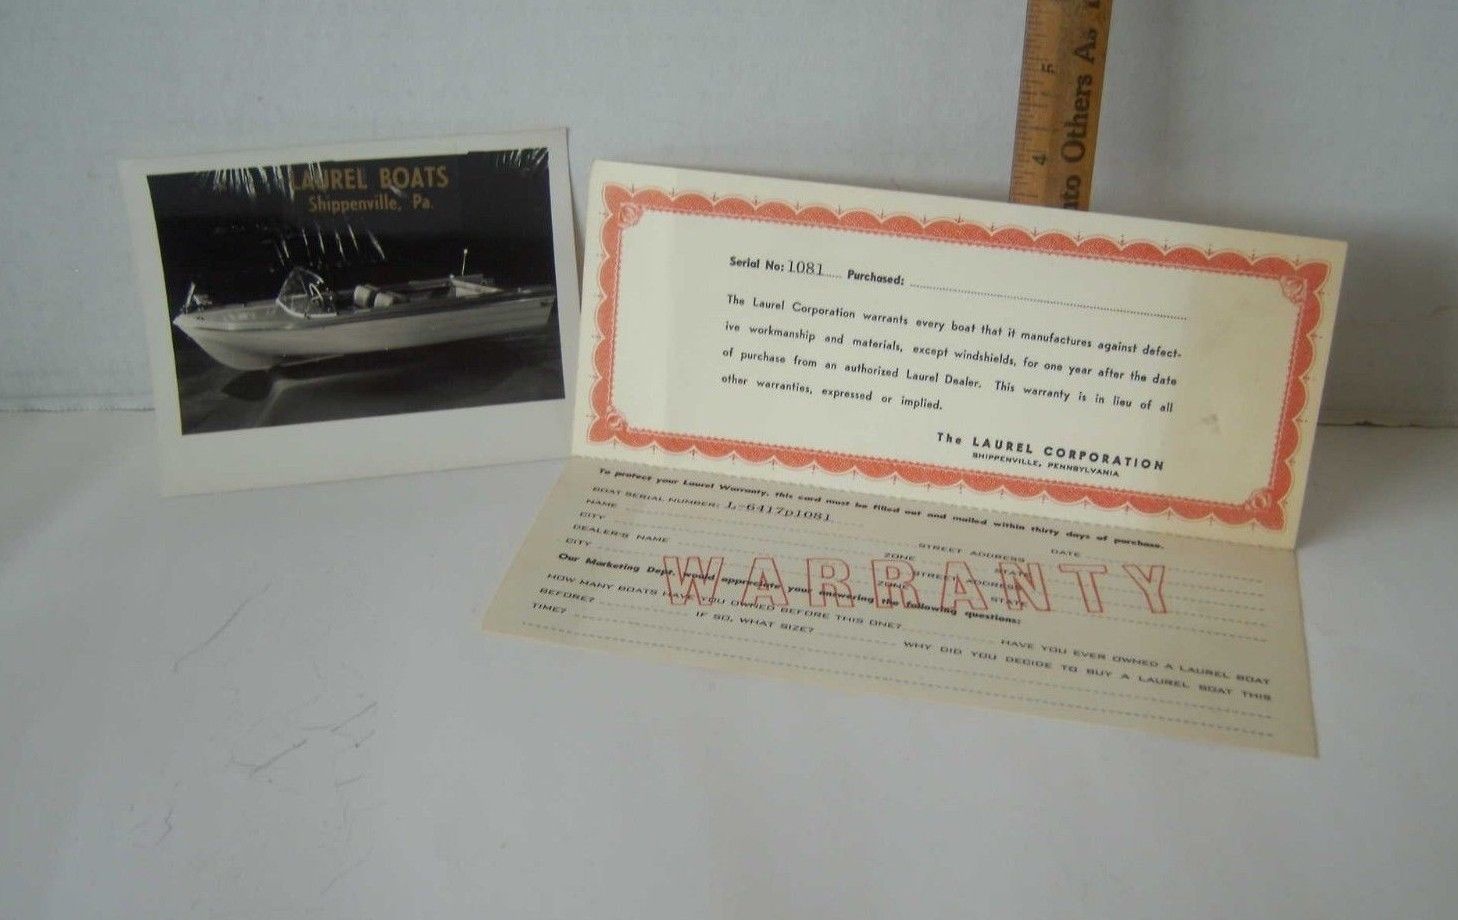 LAUREL BOATS
Shippenville, Pa.
5
4
nto Others As
Serial No: 1081 Purchased:
The Laurel Corporation warrants every boat that it manufactures against defect-
ive workmanship and materials, except windshields, for one year after the date
of purchase from an authorized Laurel Dealer. This warranty is in lieu of all
other warranties, expressed or implied.
The LAUREL CORPORATION
SHIPPENVILLE, PENNSYLVANIA
To protect your Laurel Warranty, this card must be filled out and mailed within thirty days of purchase.
BOAT SERIAL NUMBER: L-6417p1081 DATE
NAME STREET ADDRESS
CITY ZONE STATE
DEALER'S NAME STREET ADDRESS
CITY ZONE STATE
WARRANTY
Our Marketing Dept. would appreciate your answering the following questions:
HOW MANY BOATS HAVE YOU OWNED BEFORE THIS ONE? HAVE YOU EVER OWNED A LAUREL BOAT
BEFORE? IF SO, WHAT SIZE? WHY DID YOU DECIDE TO BUY A LAUREL BOAT THIS
TIME?